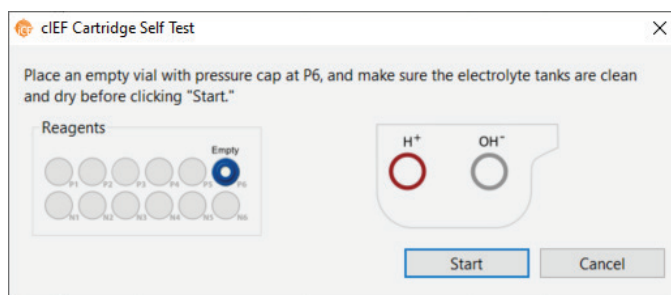 iCE
cIEF Cartridge Self Test
Place an empty vial with pressure cap at P6, and make sure the electrolyte tanks are clean
and dry before clicking "Start."
Reagents
Empty
P1 P2 P3 P4 P5 P6
N1 N2 N3 N4 N5 N6
H⁺ OH⁻
Start Cancel